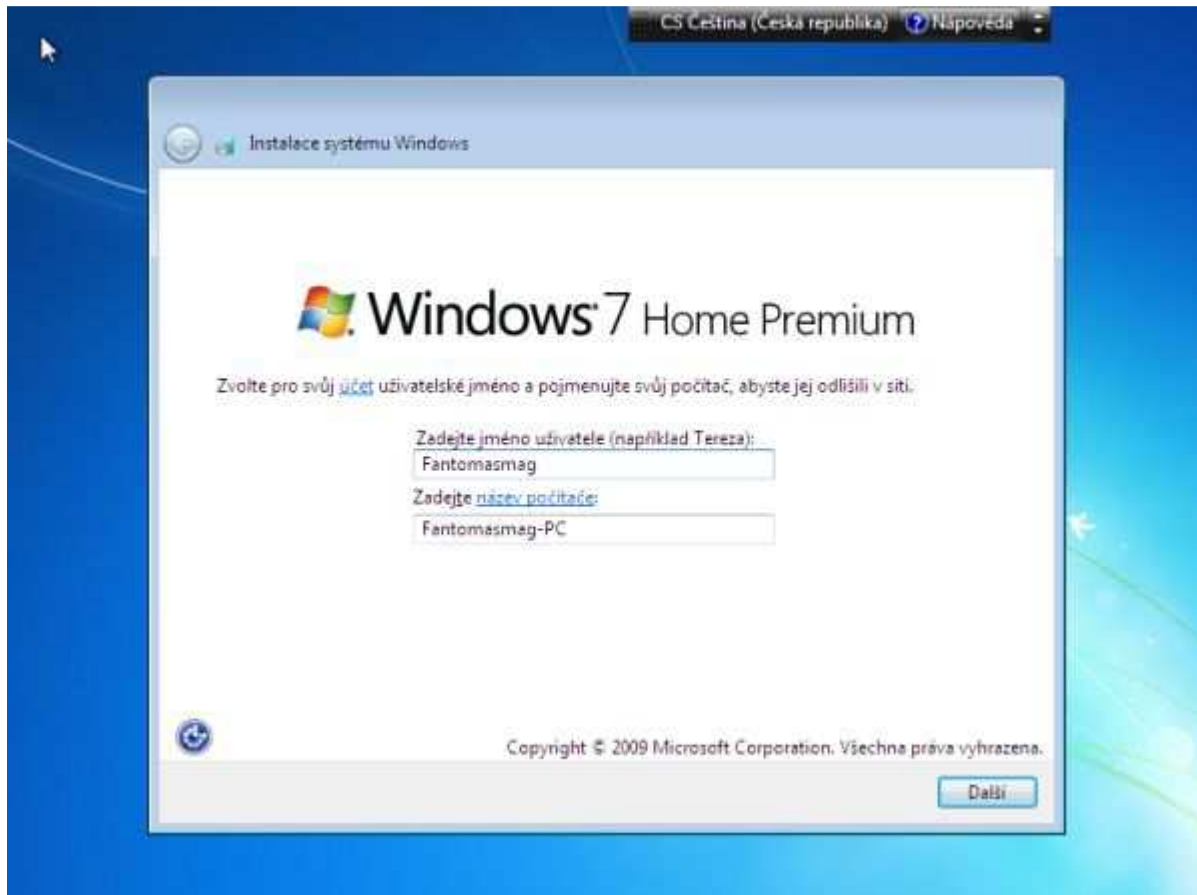 CS Čeština (Česká republika) Nápověda
Instalace systému Windows
Windows 7 Home Premium
Zvolte pro svůj účet uživatelské jméno a pojmenujte svůj počítač, abyste jej odlišili v síti.
Zadejte jméno uživatele (například Tereza):
Fantomasmag
Zadejte název počítače:
Fantomasmag-PC
Copyright © 2009 Microsoft Corporation. Všechna práva vyhrazena.
Další